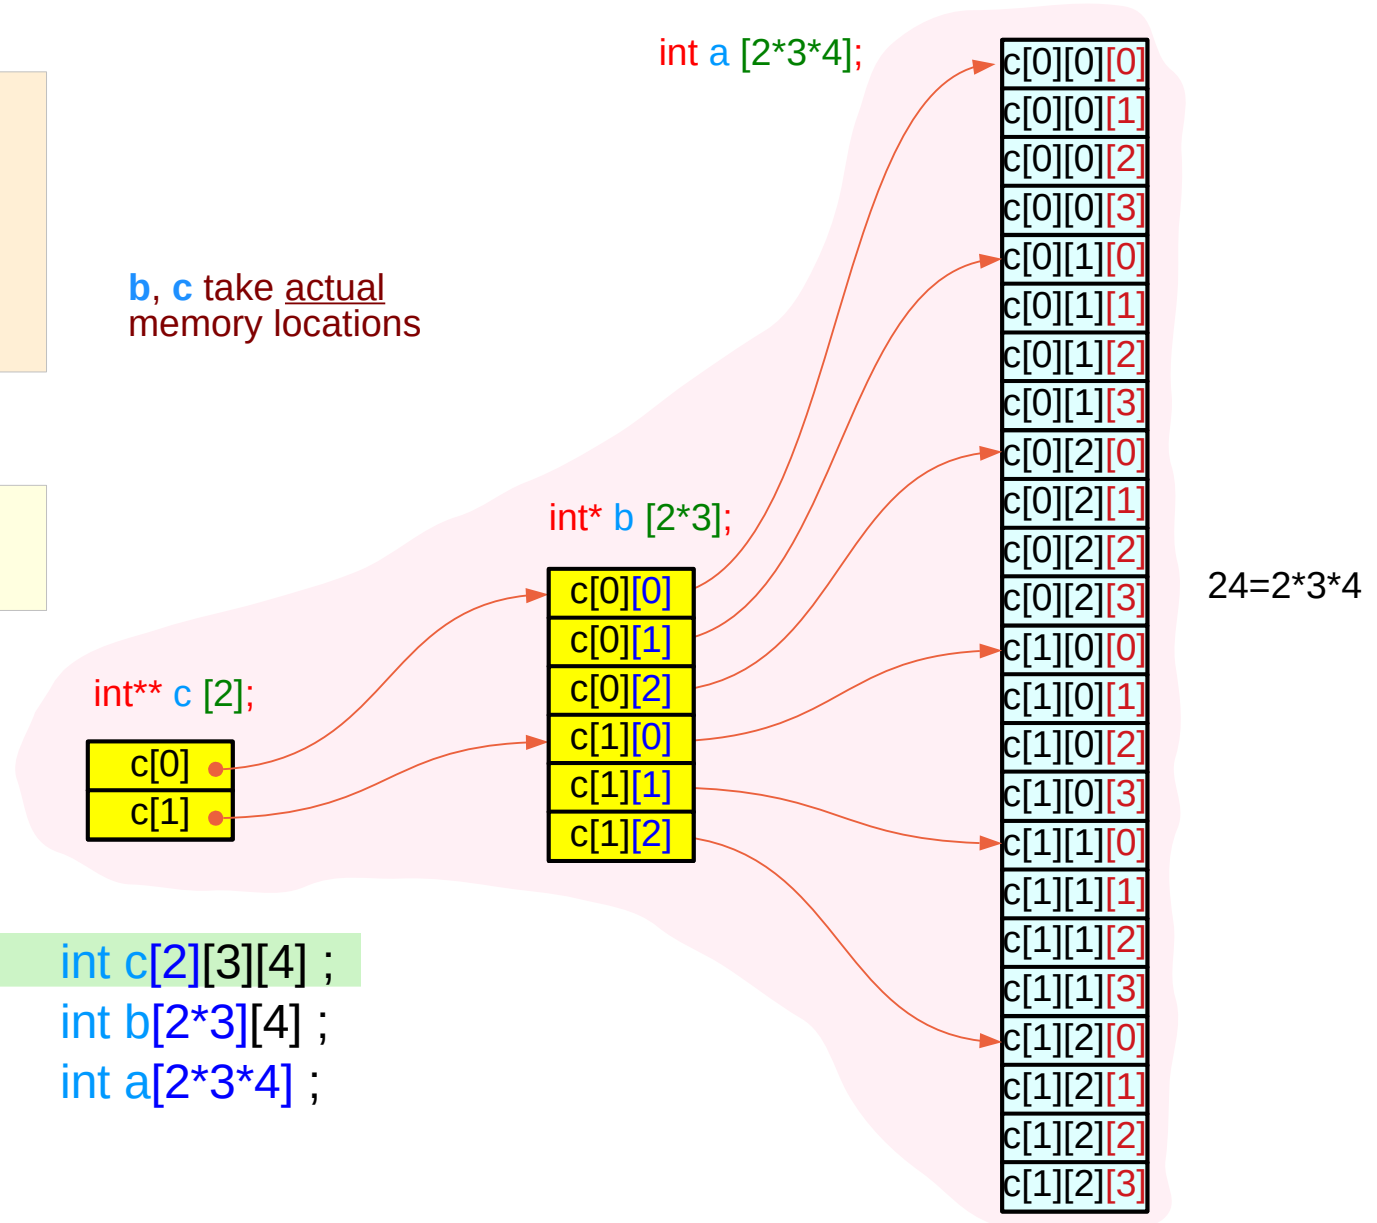 int a [2*3*4];
b, c take actual
memory locations
int* b [2*3];
int** c [2];
c[0]
c[1]
c[0][0]
c[0][1]
c[0][2]
c[1][0]
c[1][1]
c[1][2]
c[0][0][0]
c[0][0][1]
c[0][0][2]
c[0][0][3]
c[0][1][0]
c[0][1][1]
c[0][1][2]
c[0][1][3]
c[0][2][0]
c[0][2][1]
c[0][2][2]
c[0][2][3]
c[1][0][0]
c[1][0][1]
c[1][0][2]
c[1][0][3]
c[1][1][0]
c[1][1][1]
c[1][1][2]
c[1][1][3]
c[1][2][0]
c[1][2][1]
c[1][2][2]
c[1][2][3]
24=2*3*4
int c[2][3][4] ;
int b[2*3][4] ;
int a[2*3*4] ;